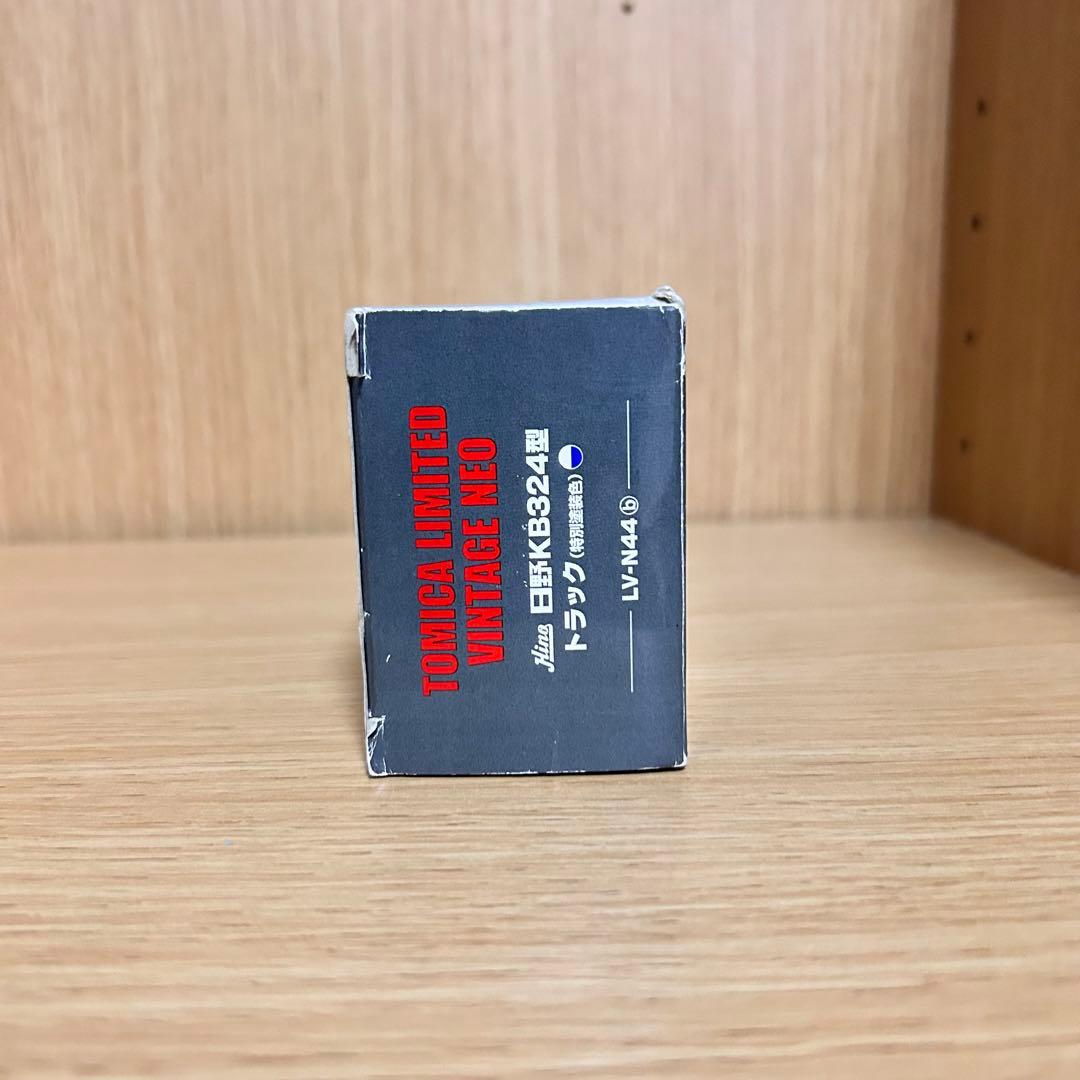 TOMICA LIMITED
VINTAGE NEO
Hino 日野KB324型
トラック(特別塗装色)
LV-N44 ⓑ